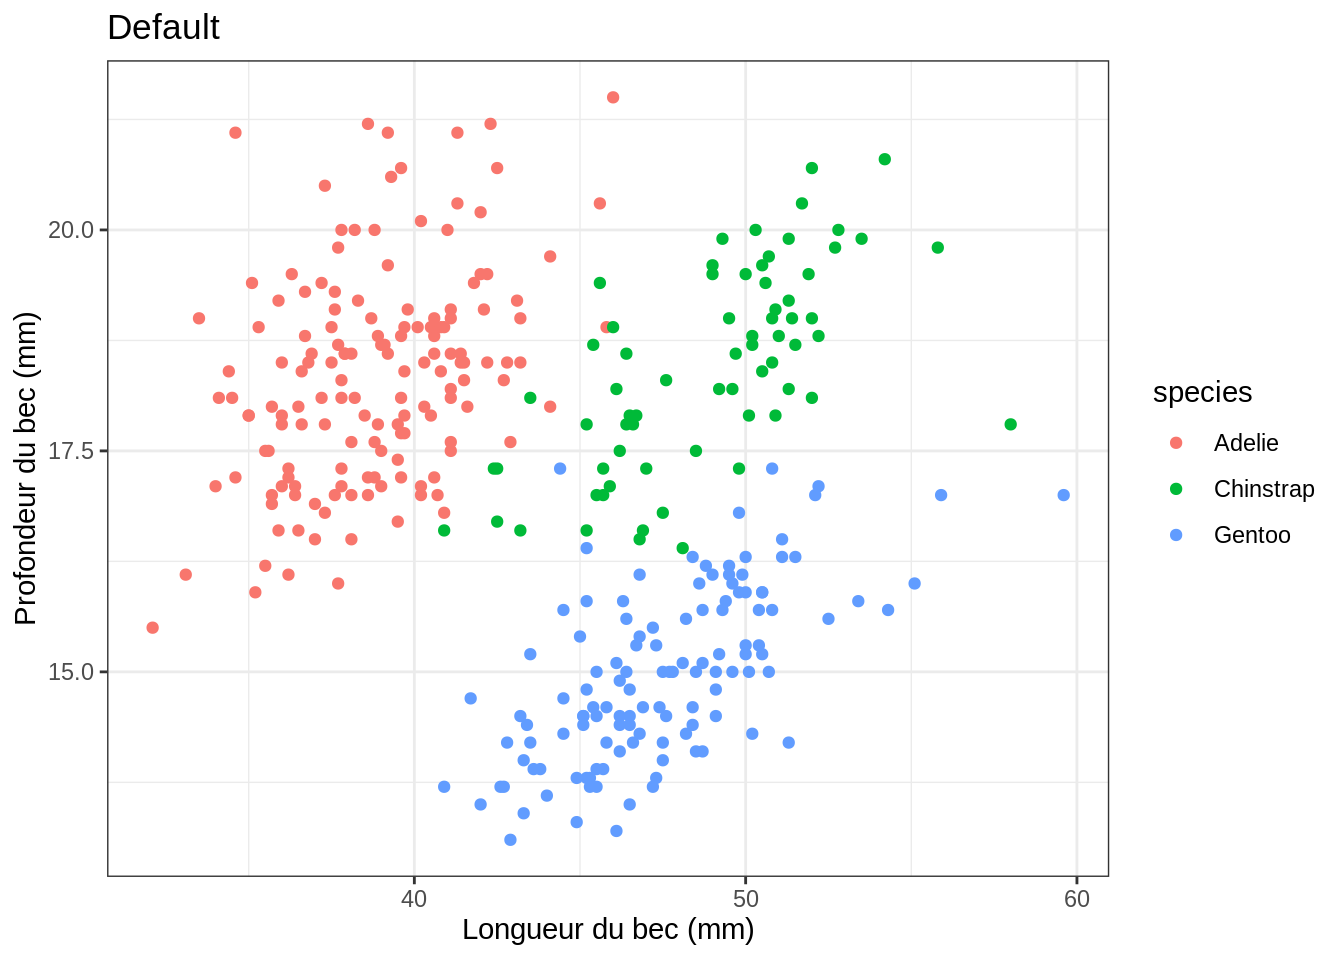 Default
Profondeur du bec (mm)
20.0
17.5
15.0
40
50
60
Longueur du bec (mm)
species
Adelie
Chinstrap
Gentoo